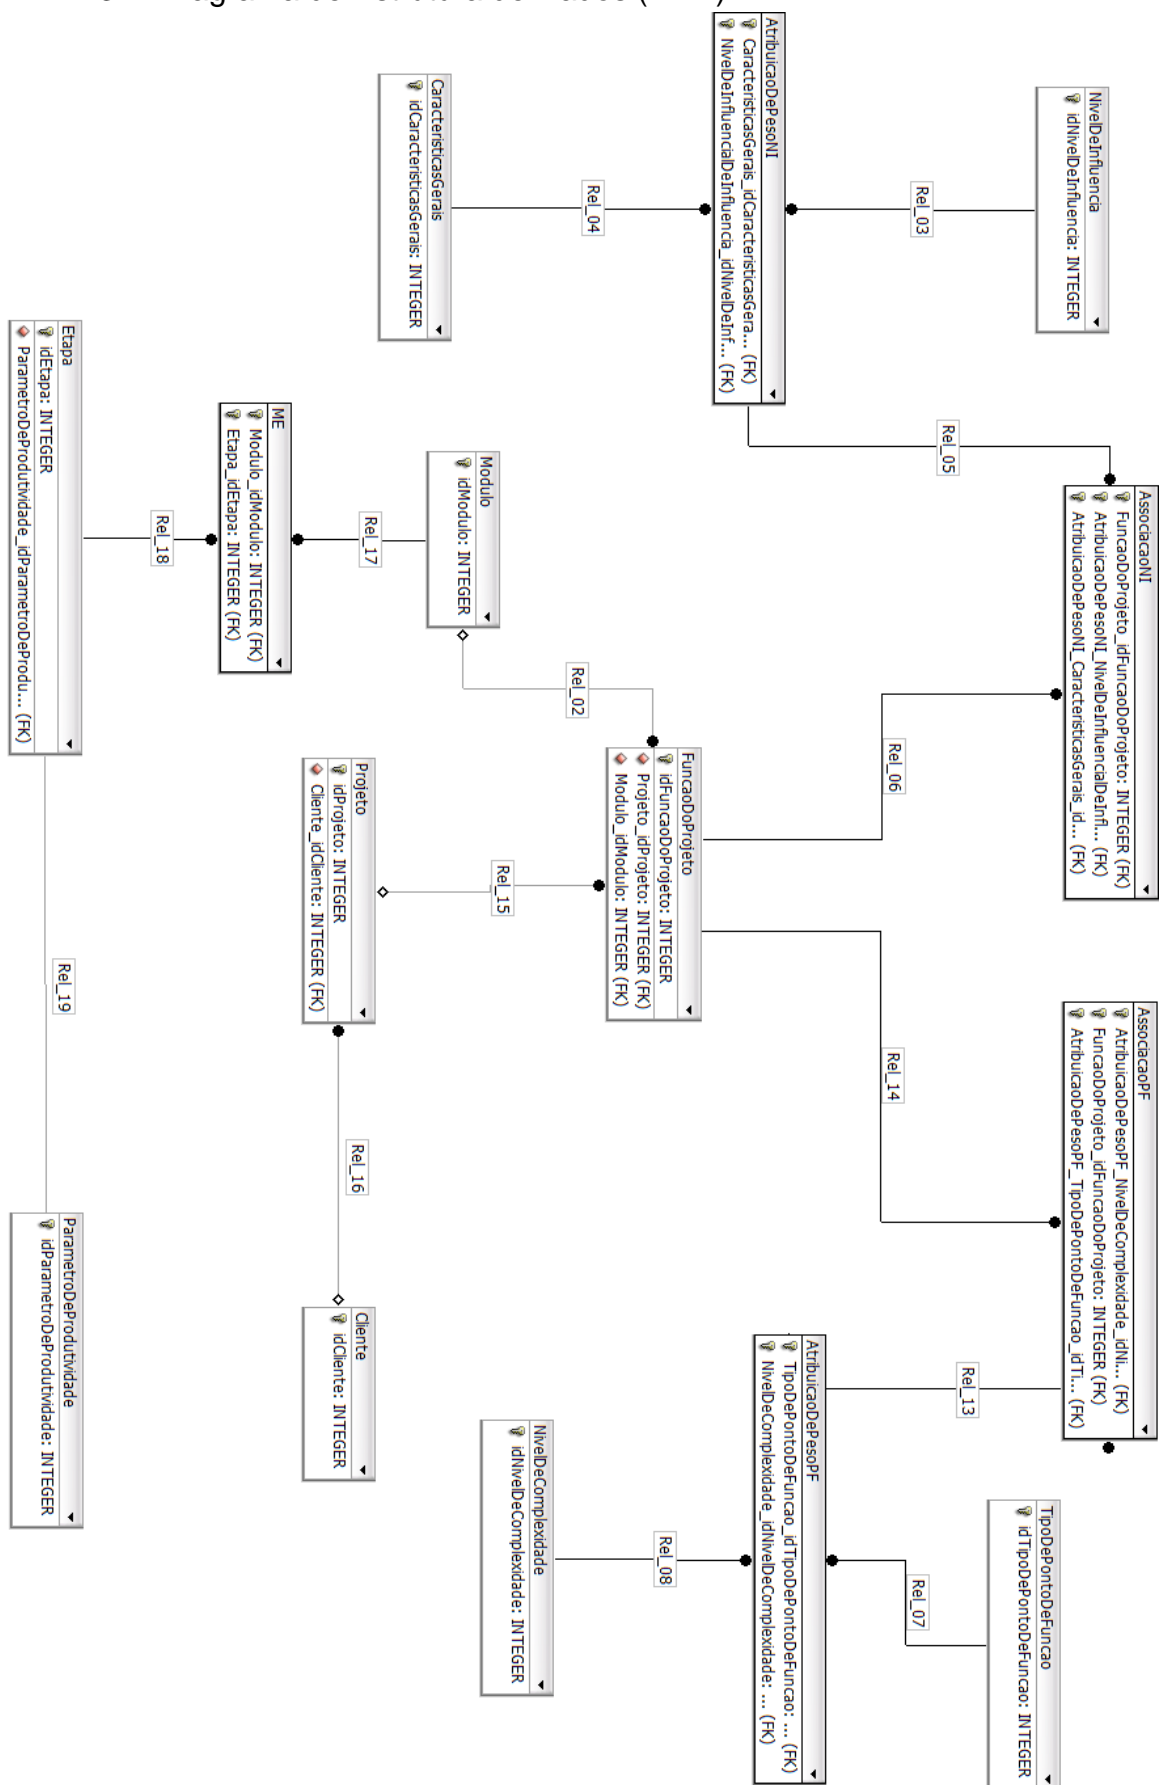 NivelDeInfluencia
idNivelDeInfluencia: INTEGER
Rel_03
AtribuicaoDePesoNI
CaracteristicasGerais_idCaracteristicasGera... (FK)
NivelDeInfluencialDeInfluencia_idNivelDeInf... (FK)
Rel_04
CaracteristicasGerais
idCaracteristicasGerais: INTEGER
Rel_05
AssociacaoNI
FuncaoDoProjeto_idFuncaoDoProjeto: INTEGER (FK)
AtribuicaoDePesoNI_NivelDeInfluencialDeInfl... (FK)
AtribuicaoDePesoNI_CaracteristicasGerais_id... (FK)
Rel_06
AssociacaoPF
AtribuicaoDePesoPF_NivelDeComplexidade_idNi... (FK)
FuncaoDoProjeto_idFuncaoDoProjeto: INTEGER (FK)
AtribuicaoDePesoPF_TipoDePontoDeFuncao_idTi... (FK)
Rel_14
Rel_13
TipoDePontoDeFuncao
idTipoDePontoDeFuncao: INTEGER
Rel_07
AtribuicaoDePesoPF
TipoDePontoDeFuncao_idTipoDePontoDeFuncao: ... (FK)
NivelDeComplexidade_idNivelDeComplexidade: ... (FK)
Rel_08
NivelDeComplexidade
idNivelDeComplexidade: INTEGER
FuncaoDoProjeto
idFuncaoDoProjeto: INTEGER
Projeto_idProjeto: INTEGER (FK)
Modulo_idModulo: INTEGER (FK)
Rel_02
Rel_15
Modulo
idModulo: INTEGER
Rel_17
Projeto
idProjeto: INTEGER
Cliente_idCliente: INTEGER (FK)
Rel_16
Cliente
idCliente: INTEGER
ME
Modulo_idModulo: INTEGER (FK)
Etapa_idEtapa: INTEGER (FK)
Rel_18
Etapa
idEtapa: INTEGER
ParametroDeProdutividade_idParametroDeProdu... (FK)
Rel_19
ParametroDeProdutividade
idParametroDeProdutividade: INTEGER